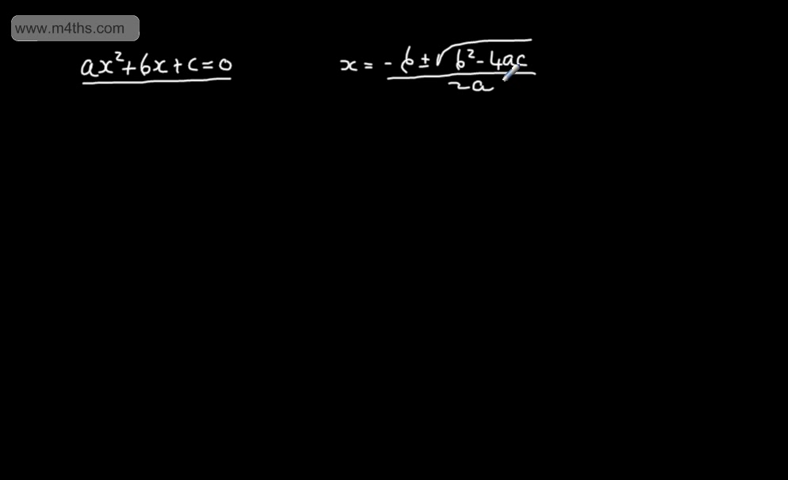 www.m4ths.com
ax²+bx+c=0
x = -b±√b²-4ac
2a